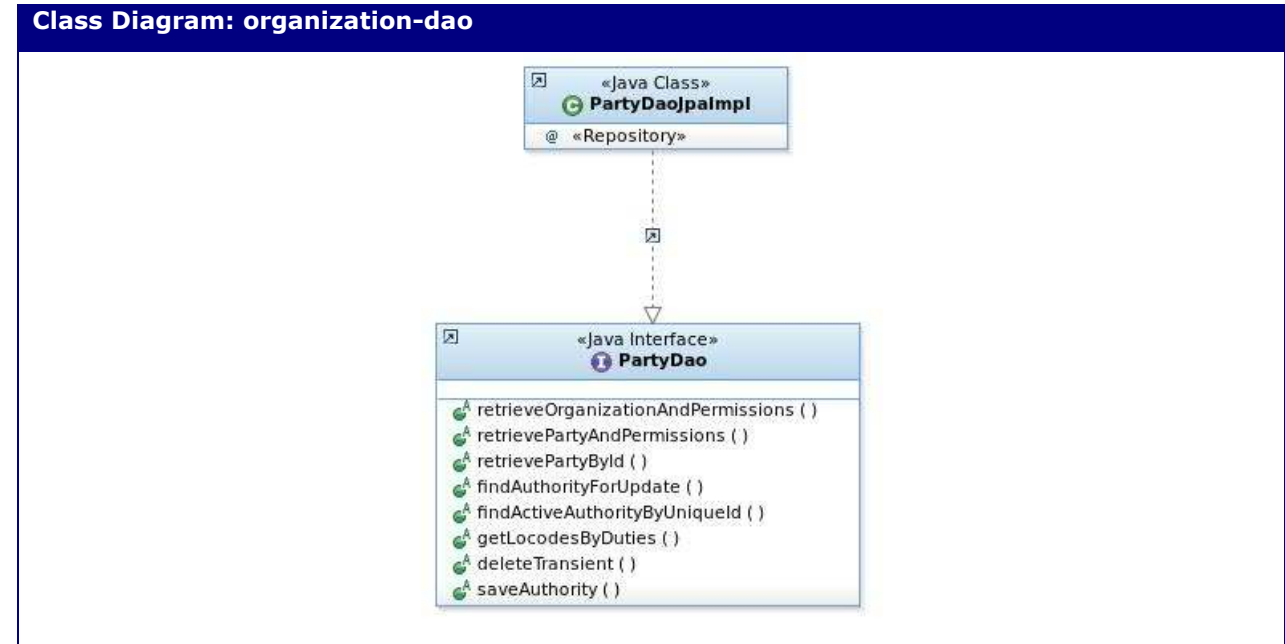 Class Diagram: organization-dao
«Java Class»
PartyDaoJpaImpl
@ «Repository»
«Java Interface»
PartyDao
retrieveOrganizationAndPermissions ( )
retrievePartyAndPermissions ( )
retrievePartyById ( )
findAuthorityForUpdate ( )
findActiveAuthorityByUniqueId ( )
getLocodesByDuties ( )
deleteTransient ( )
saveAuthority ( )